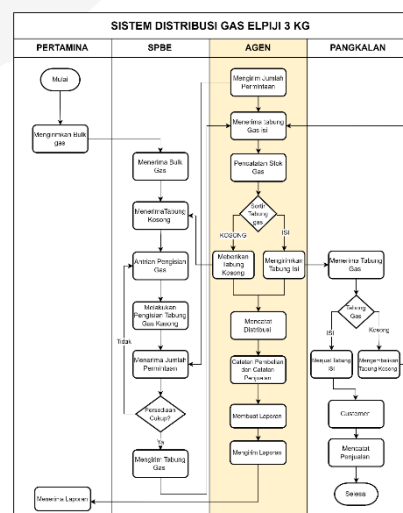 SISTEM DISTRIBUSI GAS ELPIJI 3 KG
PERTAMINA
SPBE
AGEN
PANGKALAN
Mulai
Mengirimkan Bulk
gas
Menerima Bulk
Gas
MenerimaTabung
Kosong
Antrian Pengisian
Gas
Melakukan
Pengisian Tabung
Gas Kosong
Tidak
Menerima Jumlah
Permintaan
Persediaan
Cukup?
Ya
Mengirim Tabung
Gas
Menerima Laporan
Mengirim Jumlah
Permintaan
Menerima tabung
Gas isi
Pencatatan Stok
Gas
Sortir
Tabung
gas
KOSONG
ISI
Meberikan
Tabung
Kosong
Mengirimkan
Tabung Isi
Mencatat
Distribusi
Catatan Pembelian
dan Catatan
Penjualan
Membuat Laporan
Mengirim Laporan
Menerima Tabung
Gas
Tabung
Gas
ISI
Kosong
Menjual Tabung
ISI
Mengembalikan
Tabung Kosong
Customer
Mencatat
Penjualan
Selesai